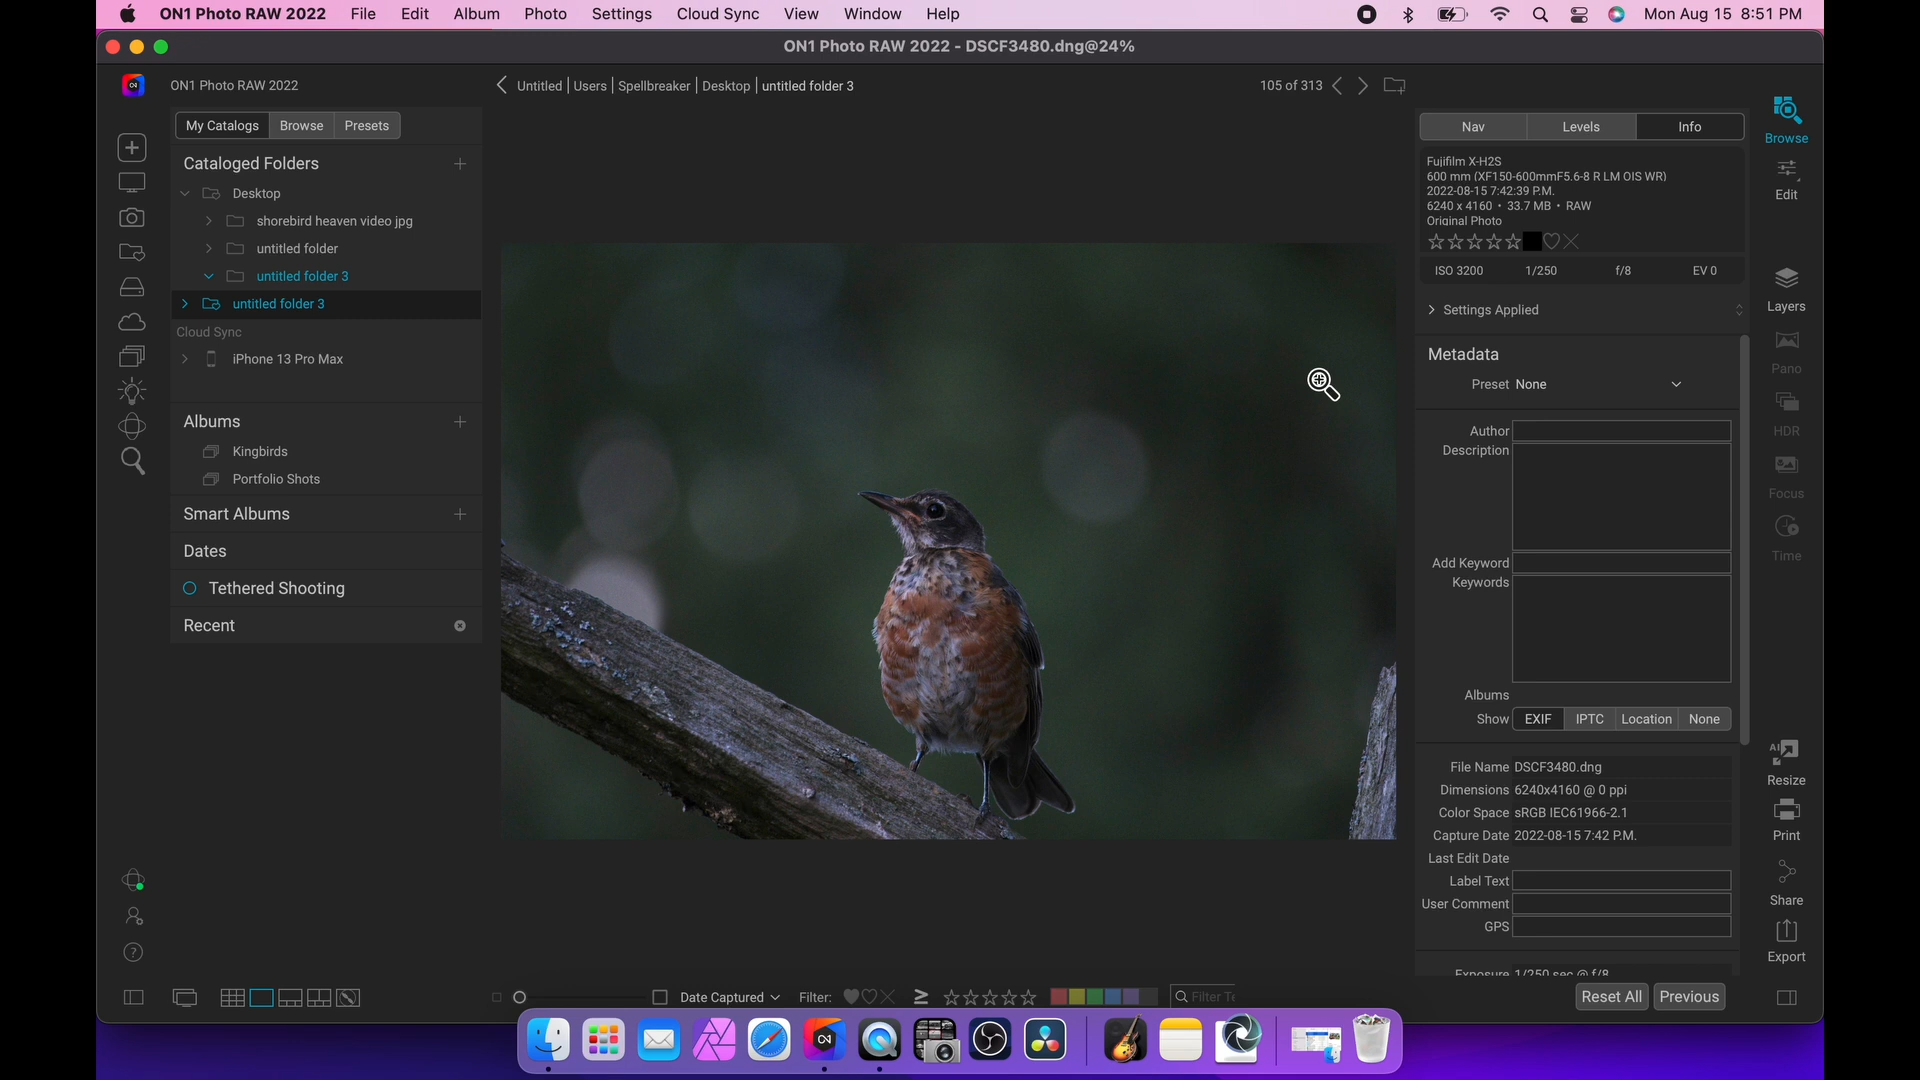 ON1 Photo RAW 2022 File Edit Album Photo Settings Cloud Sync View Window Help Mon Aug 15 8:51 PM
ON1 Photo RAW 2022 - DSCF3480.dng@24%
ON1 Photo RAW 2022
Untitled | Users | Spellbreaker | Desktop | untitled folder 3
105 of 313
My Catalogs Browse Presets
Cataloged Folders
Desktop
shorebird heaven video jpg
untitled folder
untitled folder 3
untitled folder 3
Cloud Sync
iPhone 13 Pro Max
Albums
Kingbirds
Portfolio Shots
Smart Albums
Dates
Tethered Shooting
Recent
Nav Levels Info
Fujifilm X-H2S
600 mm (XF150-600mmF5.6-8 R LM OIS WR)
2022-08-15 7:42:39 P.M.
6240 x 4160 • 33.7 MB • RAW
Original Photo
ISO 3200 1/250 f/8 EV 0
Settings Applied
Metadata
Preset None
Author
Description
Add Keyword
Keywords
Albums
Show EXIF IPTC Location None
File Name DSCF3480.dng
Dimensions 6240x4160 @ 0 ppi
Color Space sRGB IEC61966-2.1
Capture Date 2022-08-15 7:42 P.M.
Last Edit Date
Label Text
User Comment
GPS
Exposure 1/250 sec @ f/8
Reset All Previous
Browse
Edit
Layers
Pano
HDR
Focus
Time
AI
Resize
Print
Share
Export
Date Captured Filter: Filter Te